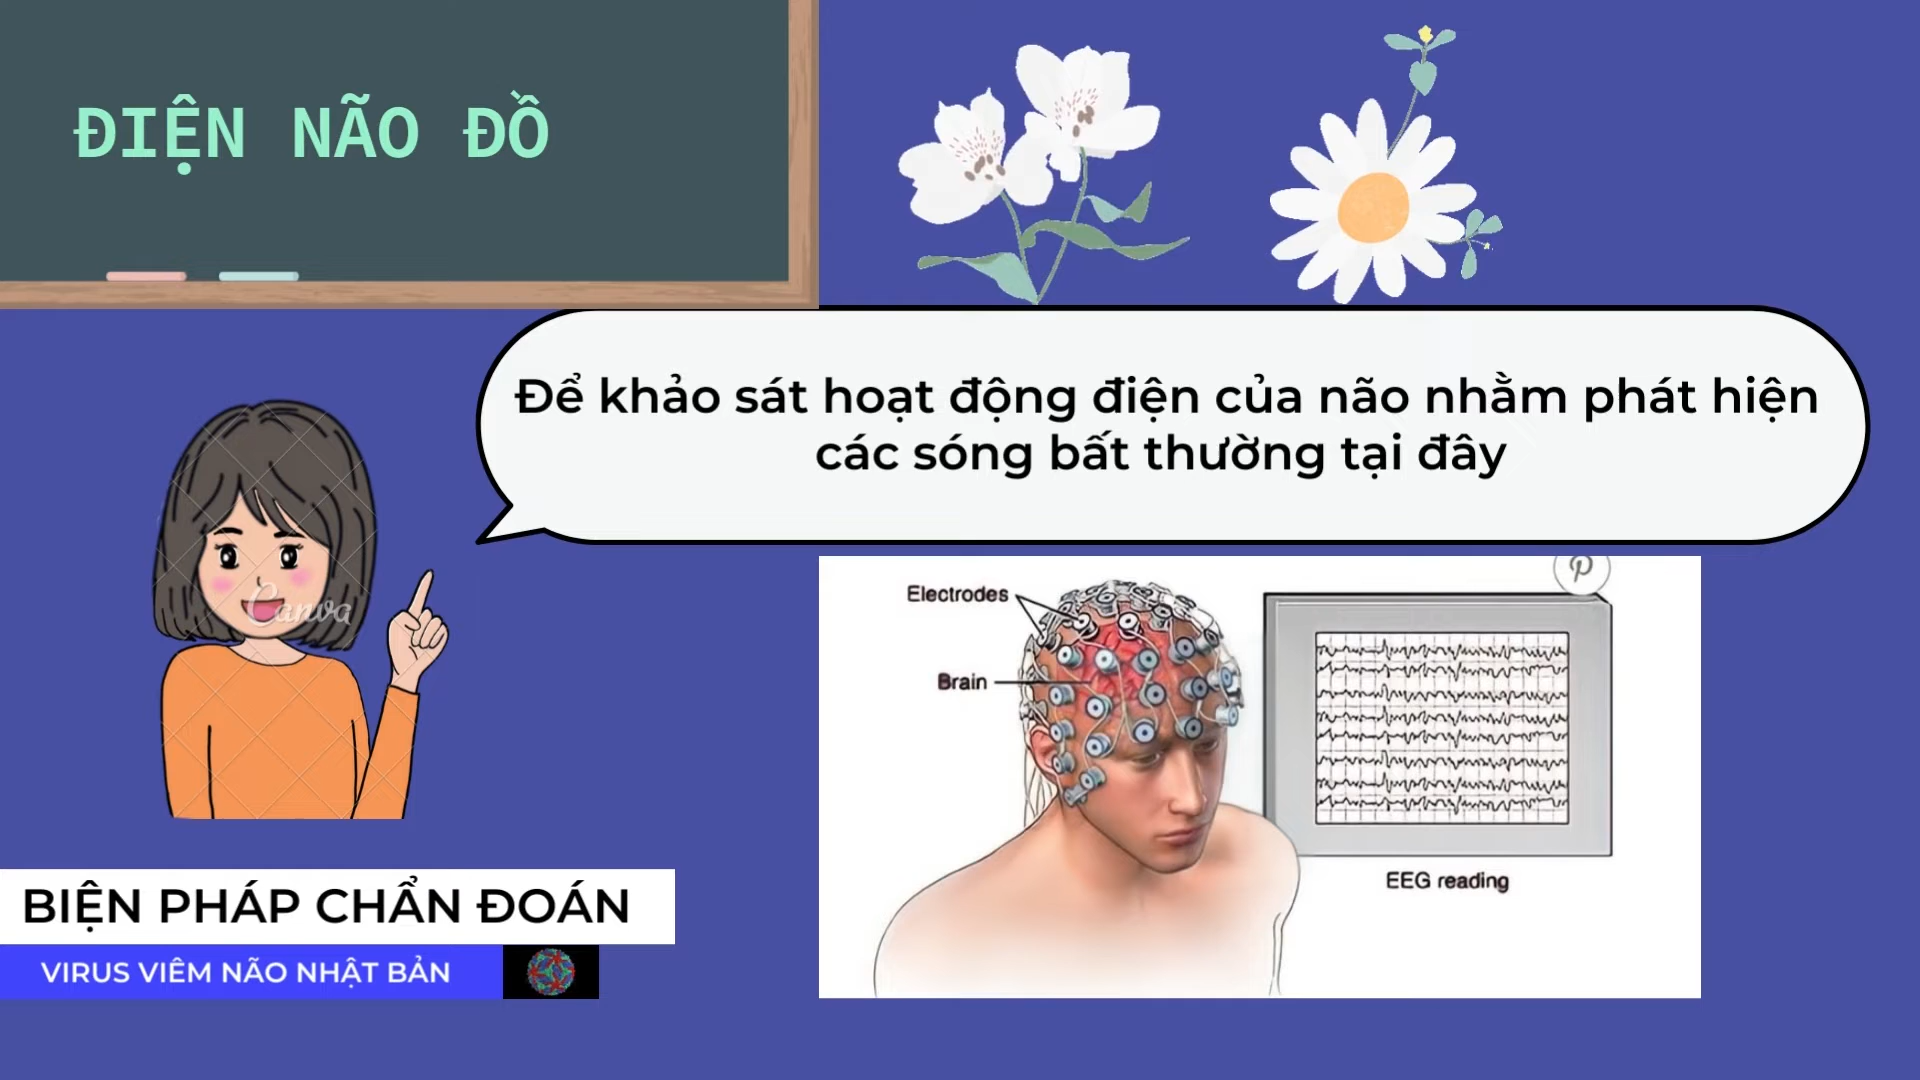 ĐIỆN NÃO ĐỒ
Để khảo sát hoạt động điện của não nhằm phát hiện
các sóng bất thường tại đây
Canva
Electrodes
Brain
EEG reading
BIỆN PHÁP CHẨN ĐOÁN
VIRUS VIÊM NÃO NHẬT BẢN